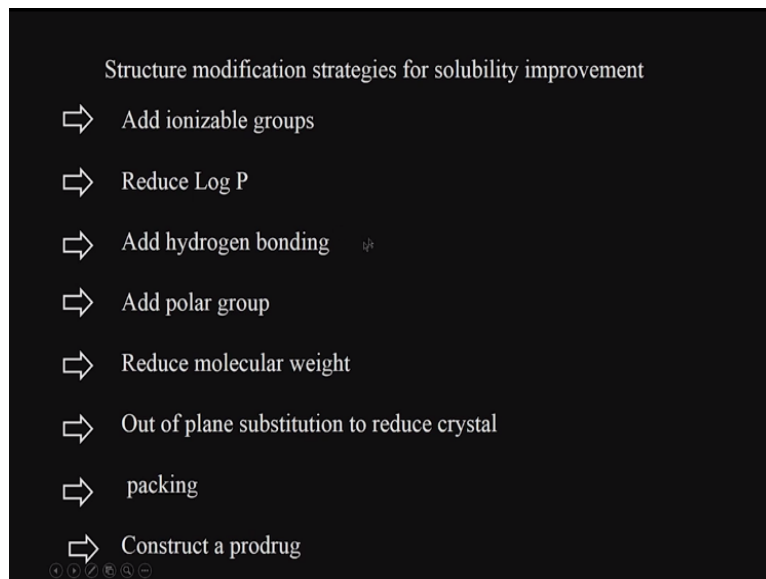 Structure modification strategies for solubility improvement
Add ionizable groups
Reduce Log P
Add hydrogen bonding
Add polar group
Reduce molecular weight
Out of plane substitution to reduce crystal
packing
Construct a prodrug